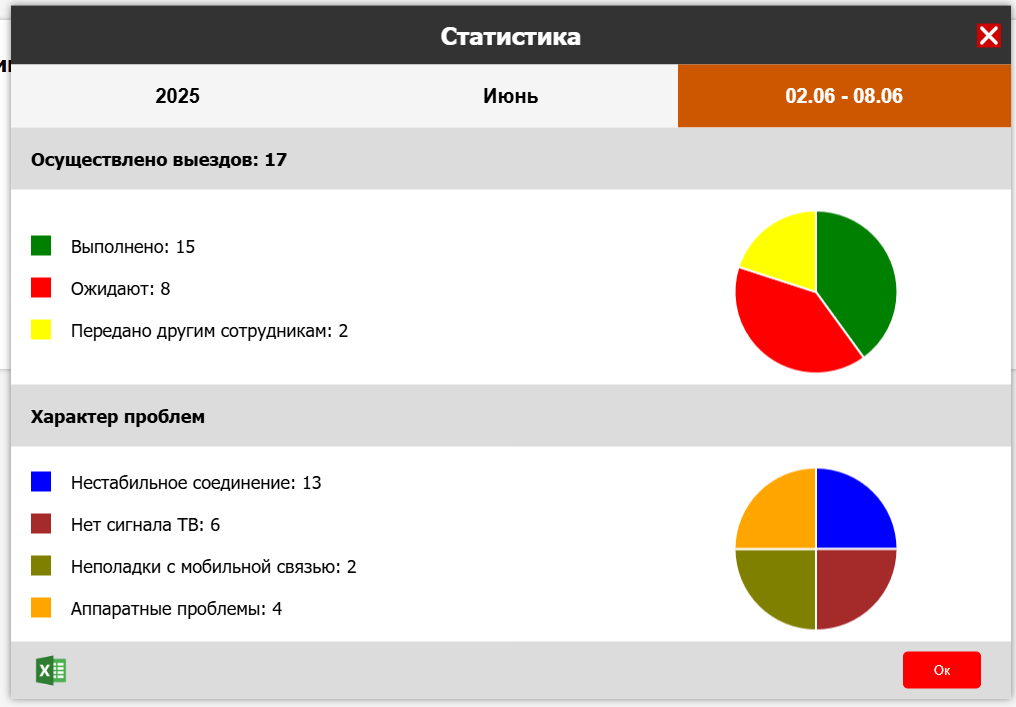 Статистика
2025
Июнь
02.06 - 08.06
Осуществлено выездов: 17
Выполнено: 15
Ожидают: 8
Передано другим сотрудникам: 2
Характер проблем
Нестабильное соединение: 13
Нет сигнала ТВ: 6
Неполадки с мобильной связью: 2
Аппаратные проблемы: 4
Ок